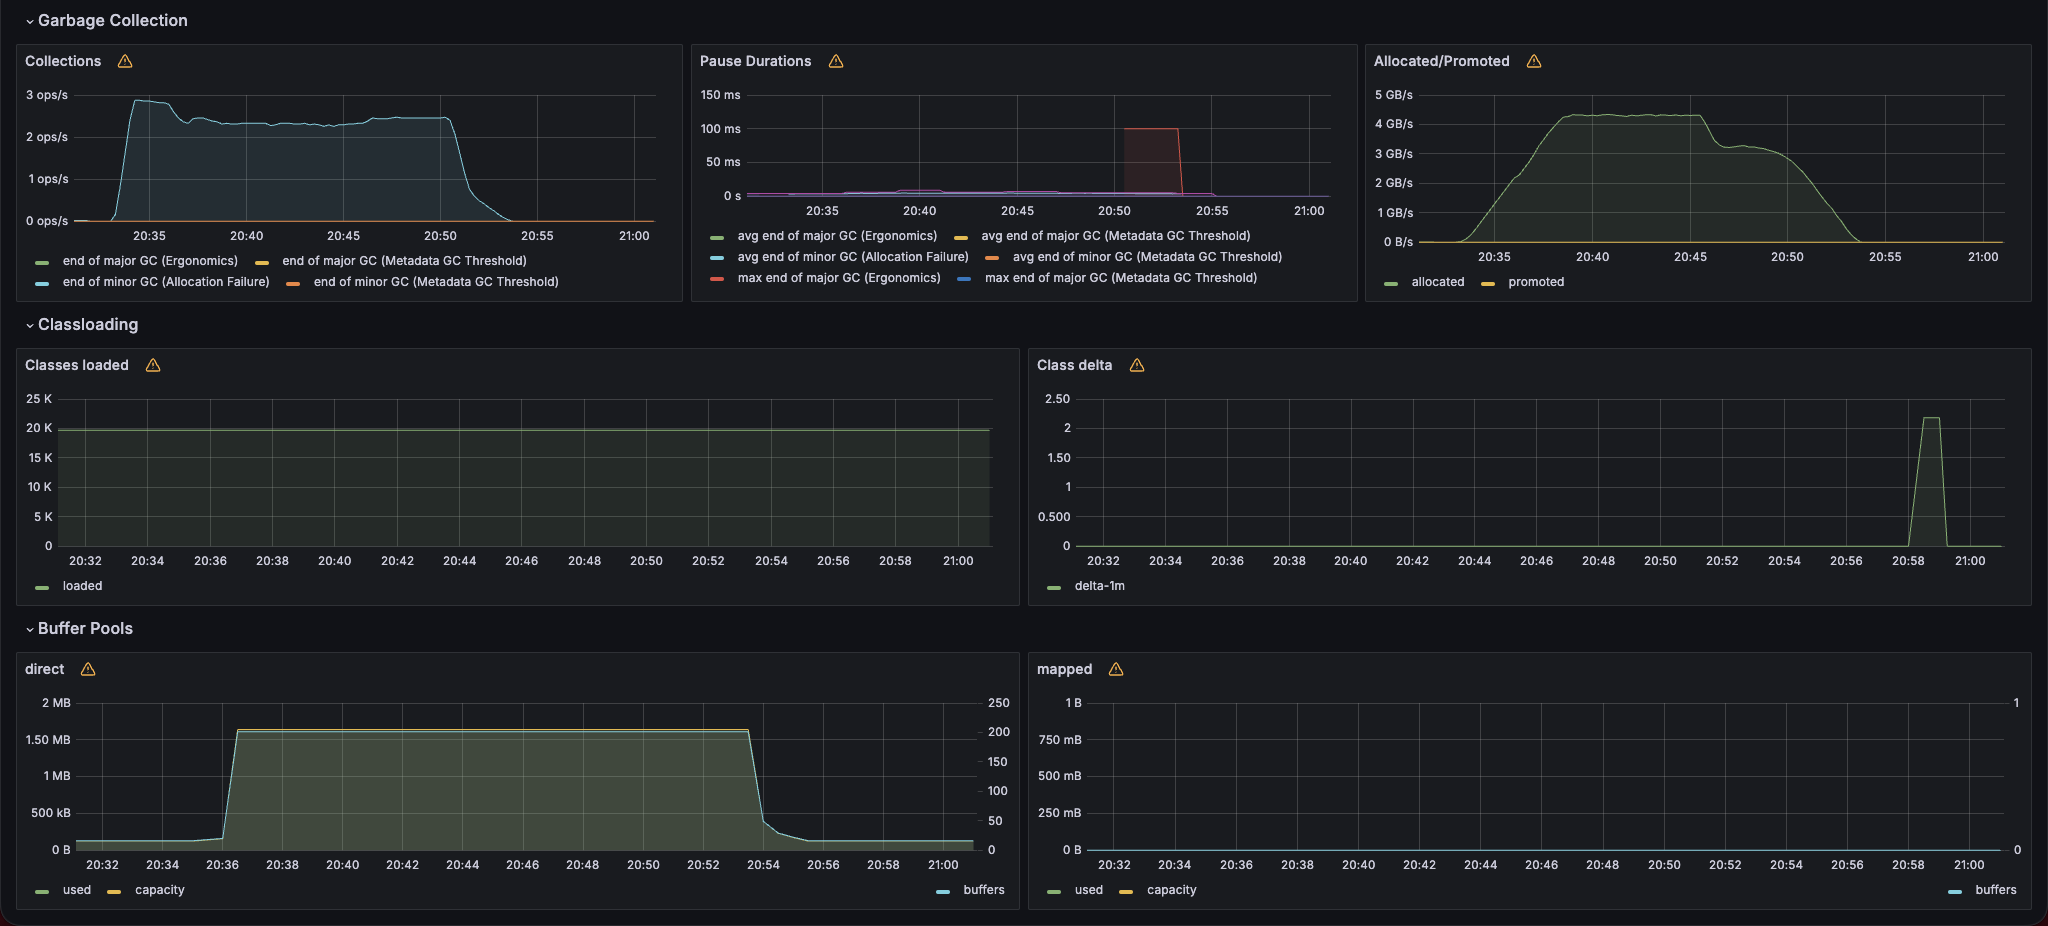 Garbage Collection
Collections
3 ops/s
2 ops/s
1 ops/s
0 ops/s
20:35 20:40 20:45 20:50 20:55 21:00
end of major GC (Ergonomics) end of major GC (Metadata GC Threshold)
end of minor GC (Allocation Failure) end of minor GC (Metadata GC Threshold)
Pause Durations
150 ms
100 ms
50 ms
0 s
20:35 20:40 20:45 20:50 20:55 21:00
avg end of major GC (Ergonomics) avg end of major GC (Metadata GC Threshold)
avg end of minor GC (Allocation Failure) avg end of minor GC (Metadata GC Threshold)
max end of major GC (Ergonomics) max end of major GC (Metadata GC Threshold)
Allocated/Promoted
5 GB/s
4 GB/s
3 GB/s
2 GB/s
1 GB/s
0 B/s
20:35 20:40 20:45 20:50 20:55 21:00
allocated promoted
Classloading
Classes loaded
25 K
20 K
15 K
10 K
5 K
0
20:32 20:34 20:36 20:38 20:40 20:42 20:44 20:46 20:48 20:50 20:52 20:54 20:56 20:58 21:00
loaded
Class delta
2.50
2
1.50
1
0.500
0
20:32 20:34 20:36 20:38 20:40 20:42 20:44 20:46 20:48 20:50 20:52 20:54 20:56 20:58 21:00
delta-1m
Buffer Pools
direct
2 MB 250
1.50 MB 200
150
1 MB 100
500 kB 50
0 B 0
20:32 20:34 20:36 20:38 20:40 20:42 20:44 20:46 20:48 20:50 20:52 20:54 20:56 20:58 21:00
used capacity buffers
mapped
1 B 1
750 mB
500 mB
250 mB
0 B 0
20:32 20:34 20:36 20:38 20:40 20:42 20:44 20:46 20:48 20:50 20:52 20:54 20:56 20:58 21:00
used capacity buffers